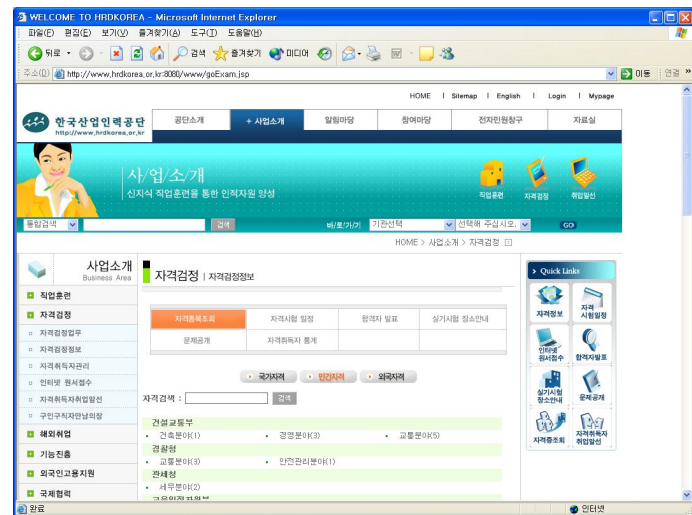 WELCOME TO HRDKOREA - Microsoft Internet Explorer
파일(F) 편집(E) 보기(V) 즐겨찾기(A) 도구(T) 도움말(H)
뒤로 검색 즐겨찾기 미디어
주소(D) http://www.hrdkorea.or.kr:8080/www/goExam.jsp 이동 연결 »
HOME I Sitemap I English I Login I Mypage
한국산업인력공단 공단소개 + 사업소개 알림마당 참여마당 전자민원창구 자료실
http://www.hrdkorea.or.kr
사/업/소/개
신지식 직업훈련을 통한 인적자원 양성
직업훈련 자격검정 취업알선
통합검색 검색 바/로/가/기 기관선택 선택해 주십시오. GO
HOME > 사업소개 > 자격검정
사업소개
Business Area
자격검정 | 자격검정정보
› Quick Links
직업훈련
자격검정
자격검정업무
자격검정정보
자격취득자관리
인터넷 원서접수
자격취득자취업알선
구인구직자만남의장
해외취업
기능진흥
외국인고용지원
국제협력
자격종목조회 자격시험 일정 합격자 발표 실기시험 장소안내
문제공개 자격취득자 통계
국가자격 민간자격 외국자격
자격검색 : 검색
건설교통부
• 건축분야(1) • 경영분야(3) • 교통분야(5)
경찰청
• 교통분야(3) • 안전관리분야(1)
관세청
• 세무분야(2)
교육인적자원부
자격정보 자격시험일정
인터넷원서접수 합격자발표
실기시험장소안내 문제공개
자격증조회 자격취득자취업알선
완료 인터넷